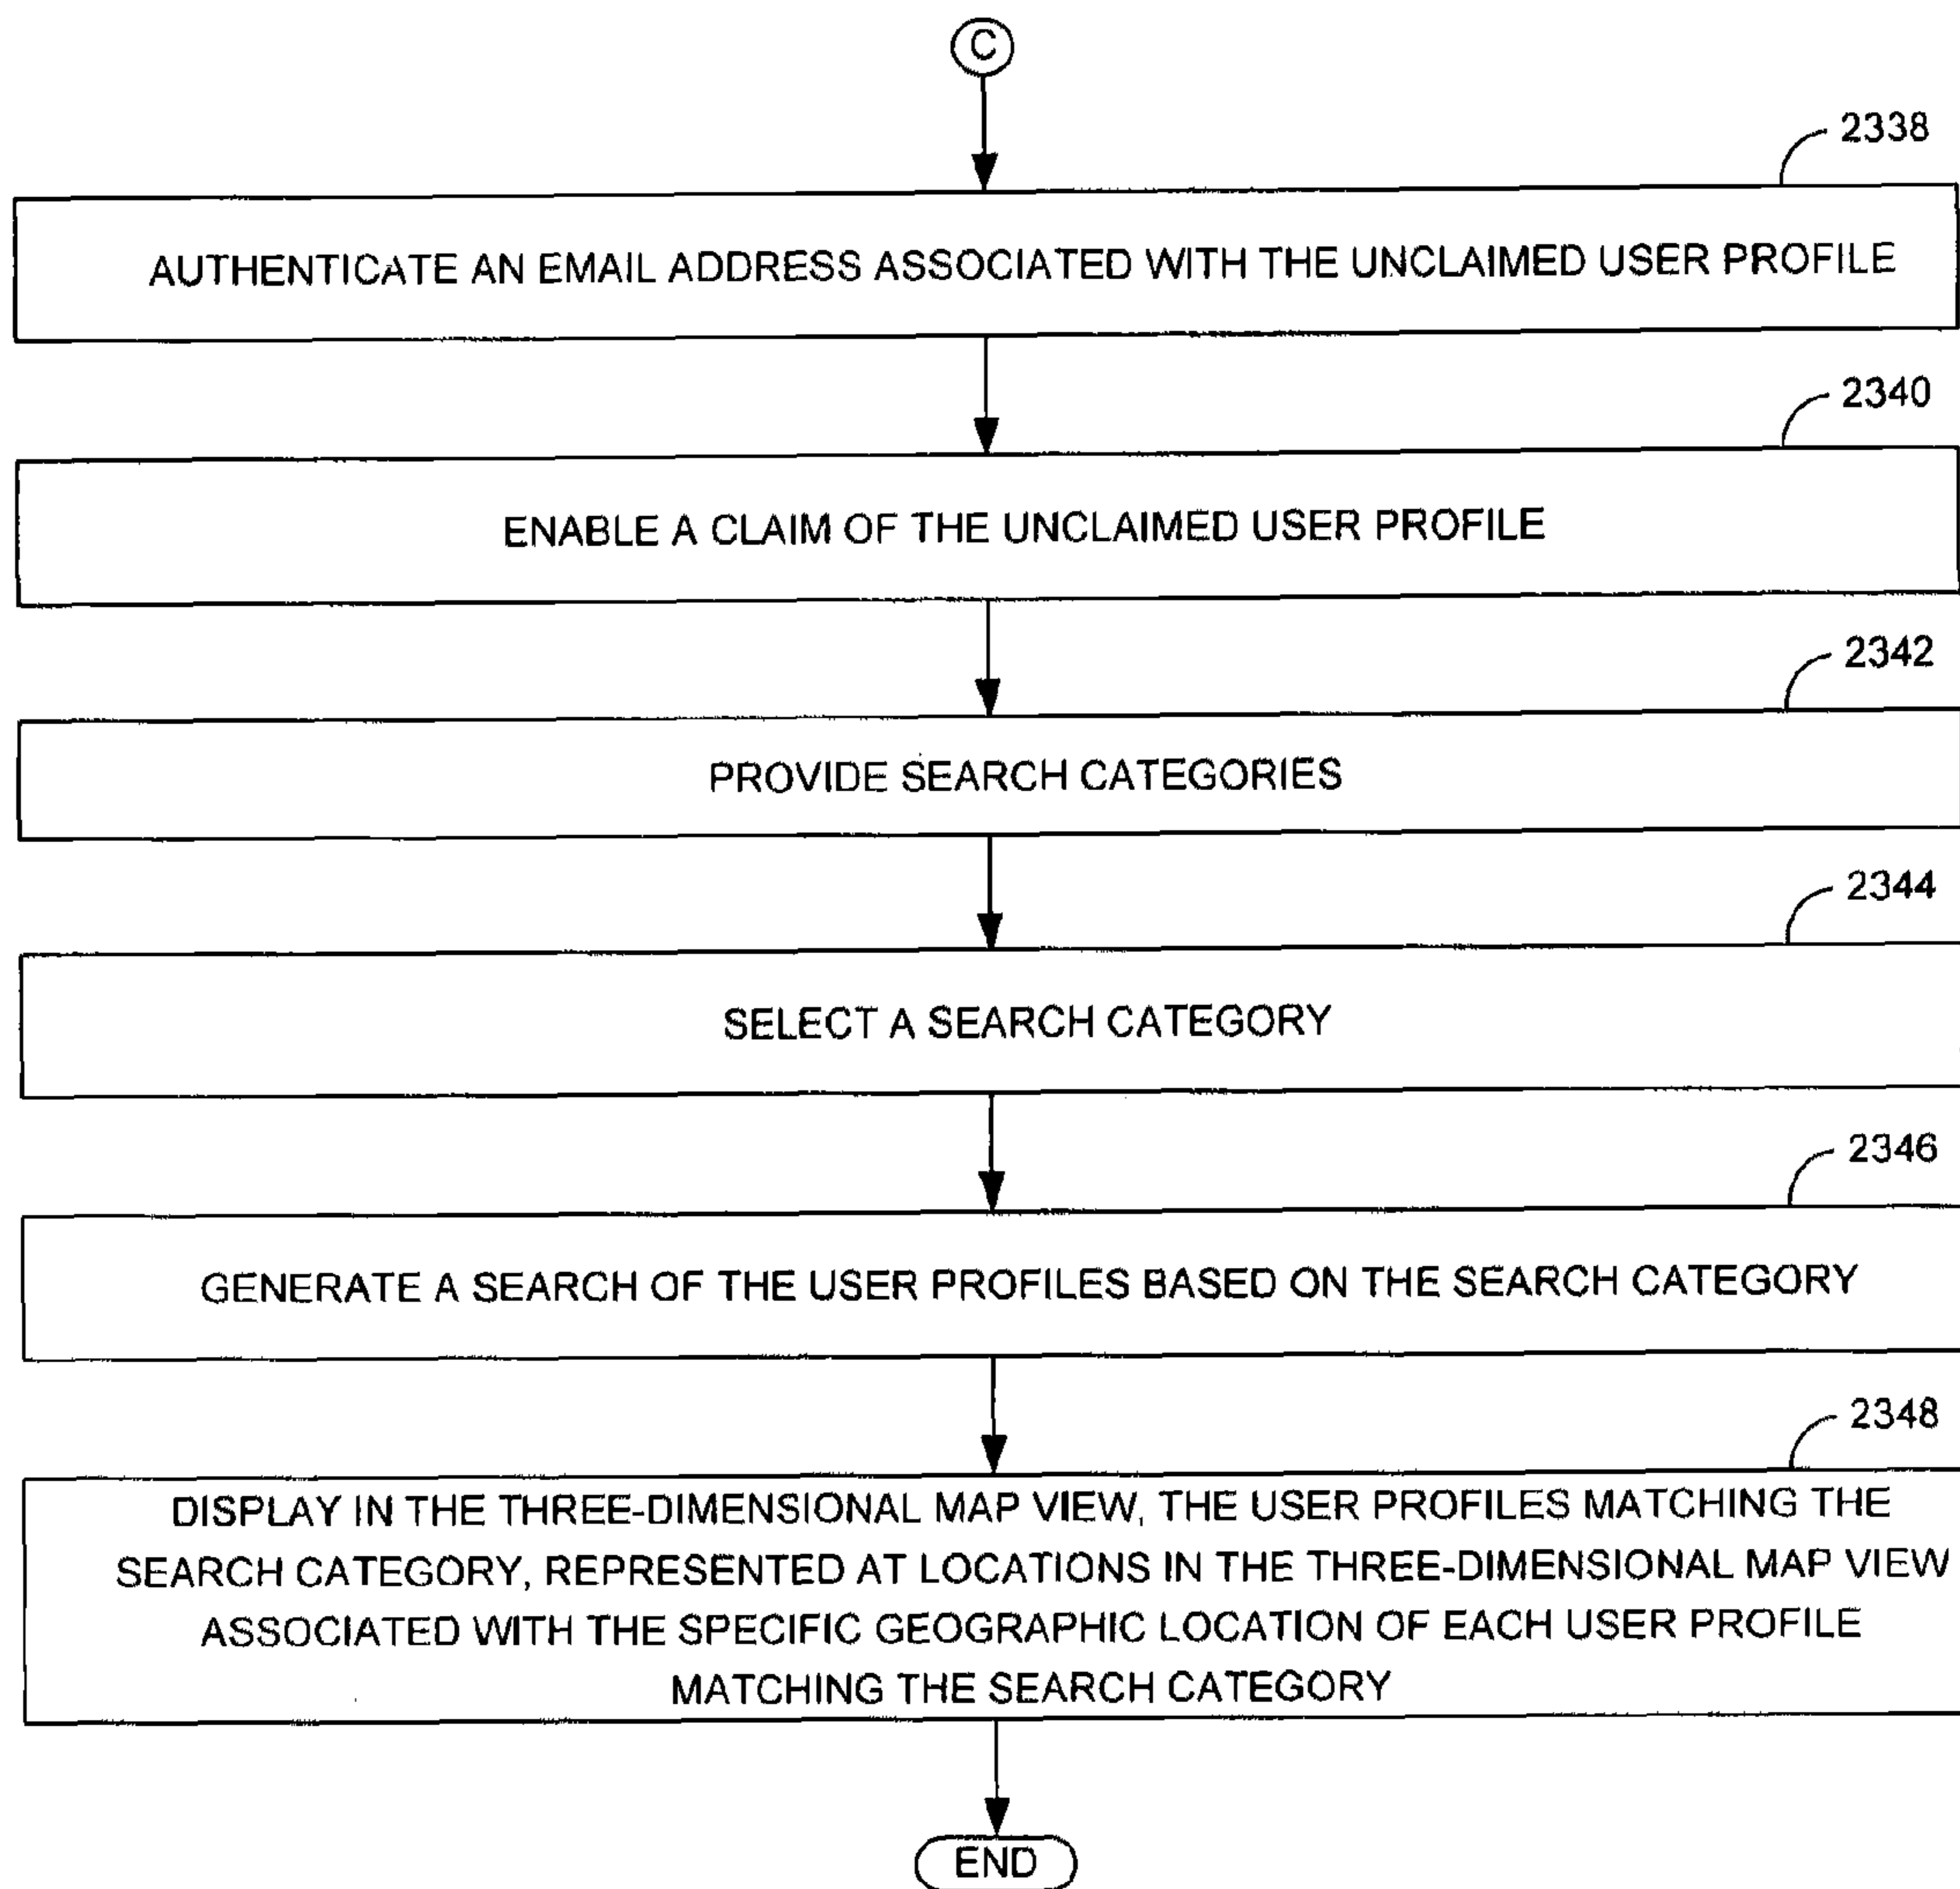 C
2338
AUTHENTICATE AN EMAIL ADDRESS ASSOCIATED WITH THE UNCLAIMED USER PROFILE
2340
ENABLE A CLAIM OF THE UNCLAIMED USER PROFILE
2342
PROVIDE SEARCH CATEGORIES
2344
SELECT A SEARCH CATEGORY
2346
GENERATE A SEARCH OF THE USER PROFILES BASED ON THE SEARCH CATEGORY
2348
DISPLAY IN THE THREE-DIMENSIONAL MAP VIEW, THE USER PROFILES MATCHING THE
SEARCH CATEGORY, REPRESENTED AT LOCATIONS IN THE THREE-DIMENSIONAL MAP VIEW
ASSOCIATED WITH THE SPECIFIC GEOGRAPHIC LOCATION OF EACH USER PROFILE
MATCHING THE SEARCH CATEGORY
END